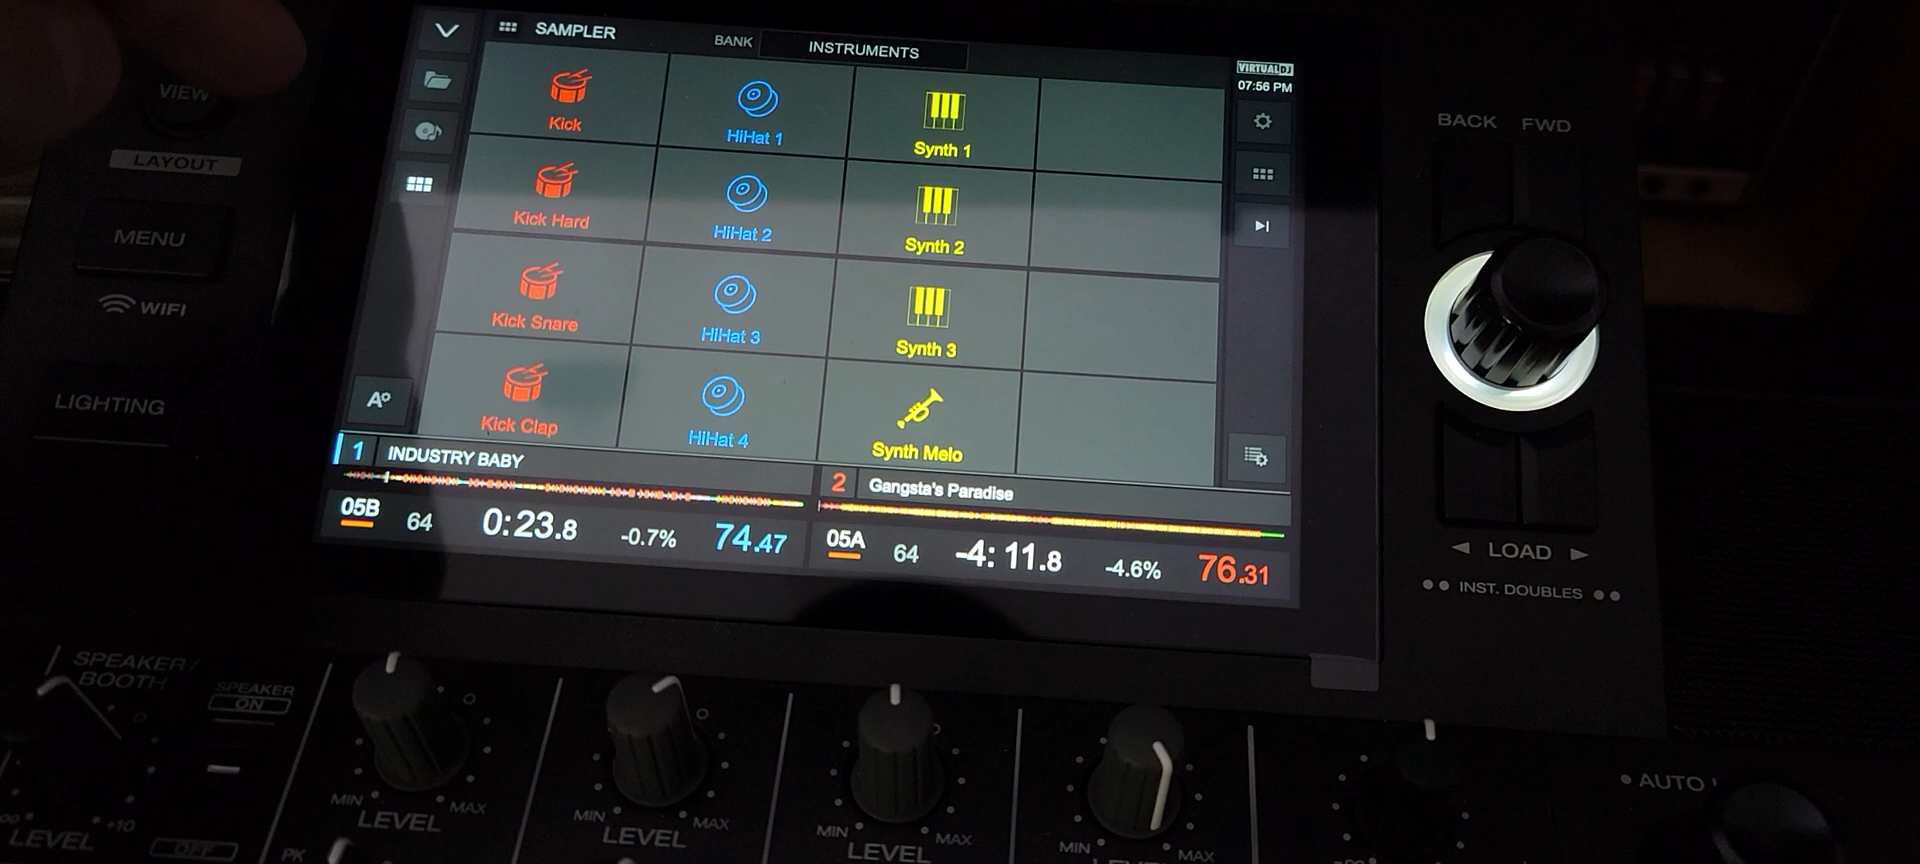 SAMPLER
BANK INSTRUMENTS
VIRTUALDJ
07:56 PM
Kick
HiHat 1
Synth 1
Kick Hard
HiHat 2
Synth 2
Kick Snare
HiHat 3
Synth 3
Kick Clap
HiHat 4
Synth Melo
A
1 INDUSTRY BABY
05B 64 0:23.8 -0.7% 74.47
2 Gangsta's Paradise
05A 64 -4:11.8 -4.6% 76.31
VIEW
LAYOUT
MENU
WIFI
LIGHTING
BACK FWD
LOAD
INST. DOUBLES
SPEAKER/
BOOTH
SPEAKER
ON
+10
LEVEL
OFF
PK
MIN MAX
LEVEL
MIN MAX
LEVEL
MIN MAX
LEVEL
MIN MAX
LEVEL
-∞
AUTO